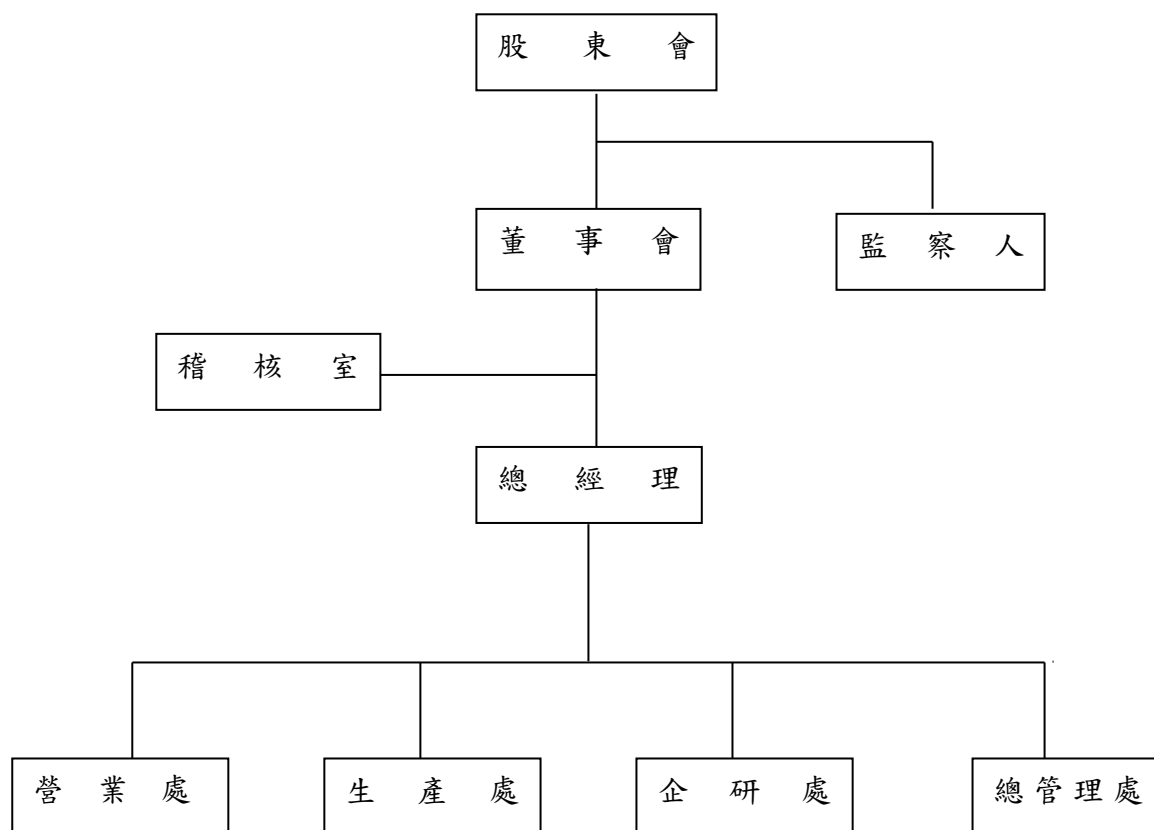 股東會
董事會
監察人
稽核室
總經理
營業處
生產處
企研處
總管理處